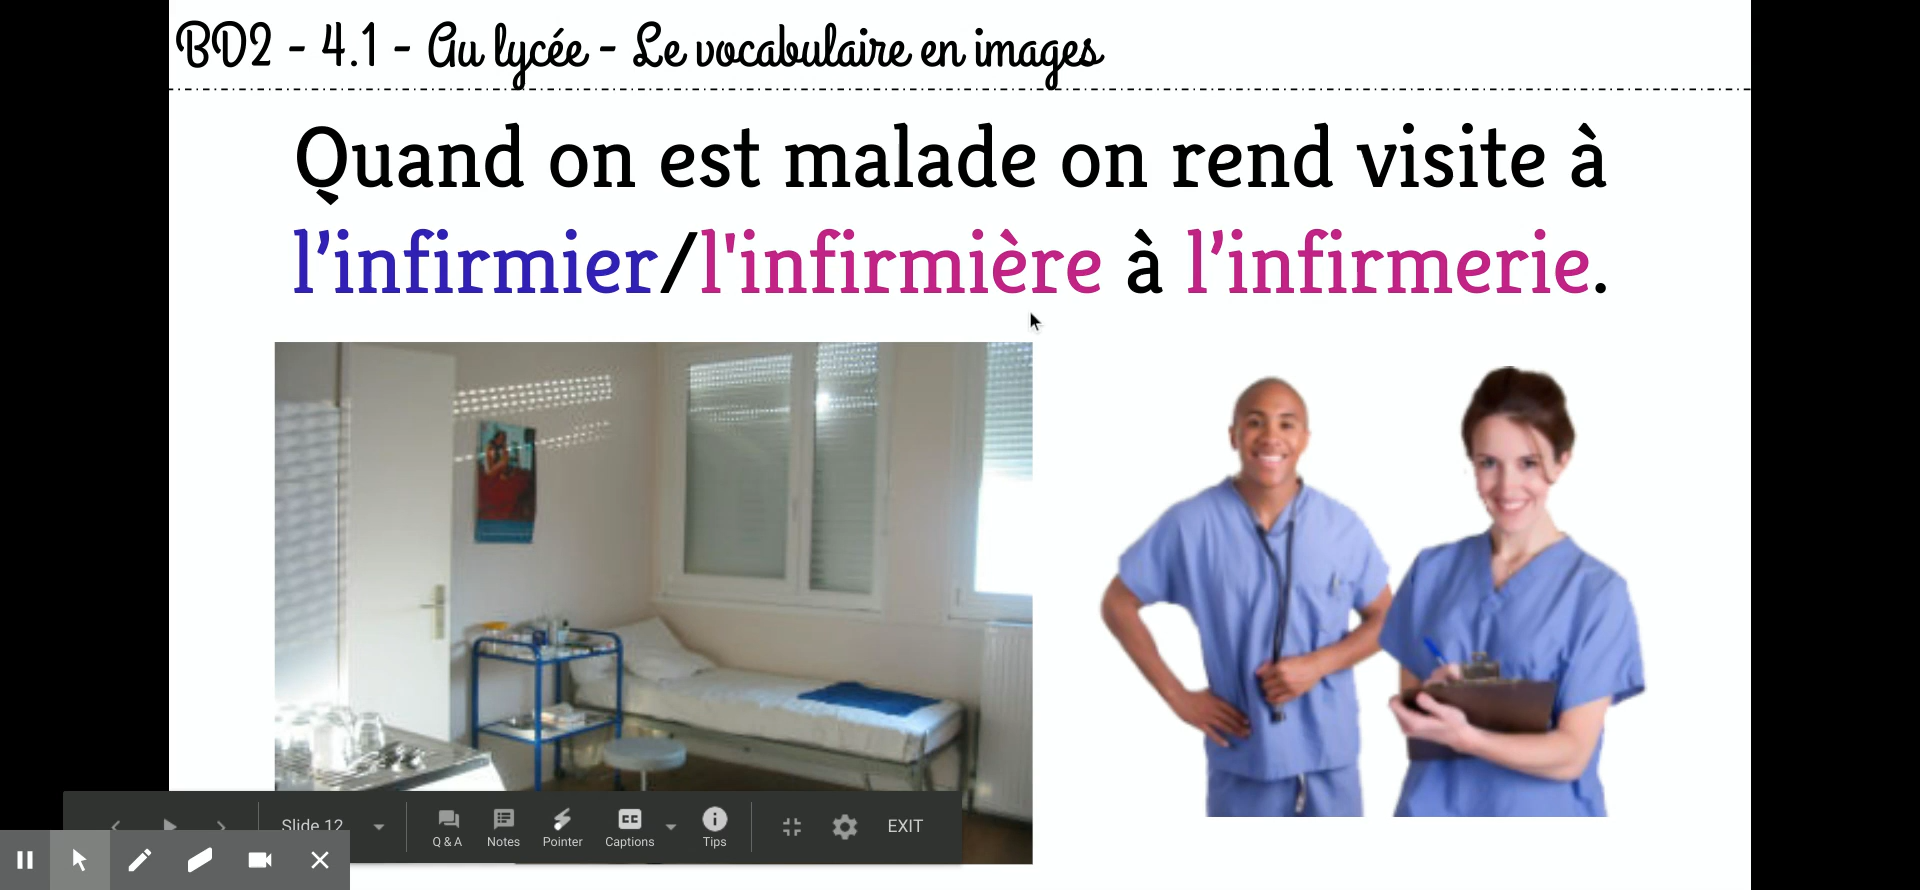 BD2 - 4.1 - Au lycée - Le vocabulaire en images
Quand on est malade on rend visite à
l’infirmier/l'infirmière à l’infirmerie.
Slide 12
Q & A
Notes
Pointer
CC
Captions
Tips
EXIT